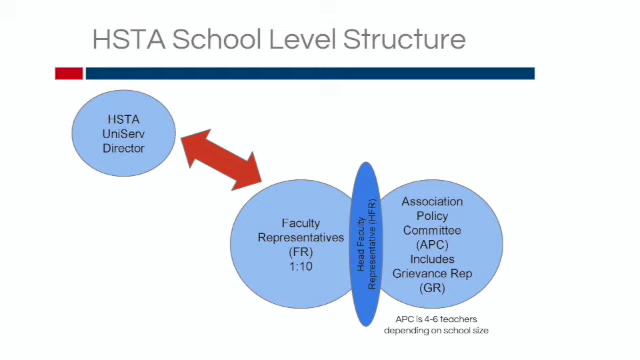 HSTA School Level Structure
HSTA
UniServ
Director
Faculty
Representatives
(FR)
1:10
Head Faculty
Representative (HFR)
Association
Policy
Committee
(APC)
Includes
Grievance Rep
(GR)
APC is 4-6 teachers
depending on school size